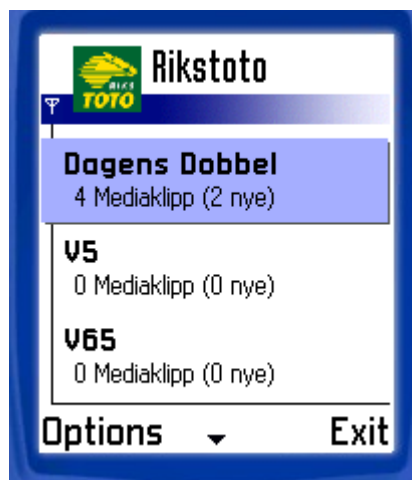 Rikstoto
RIKS
TOTO
Dagens Dobbel
4 Mediaklipp (2 nye)
V5
0 Mediaklipp (0 nye)
V65
0 Mediaklipp (0 nye)
Options
Exit